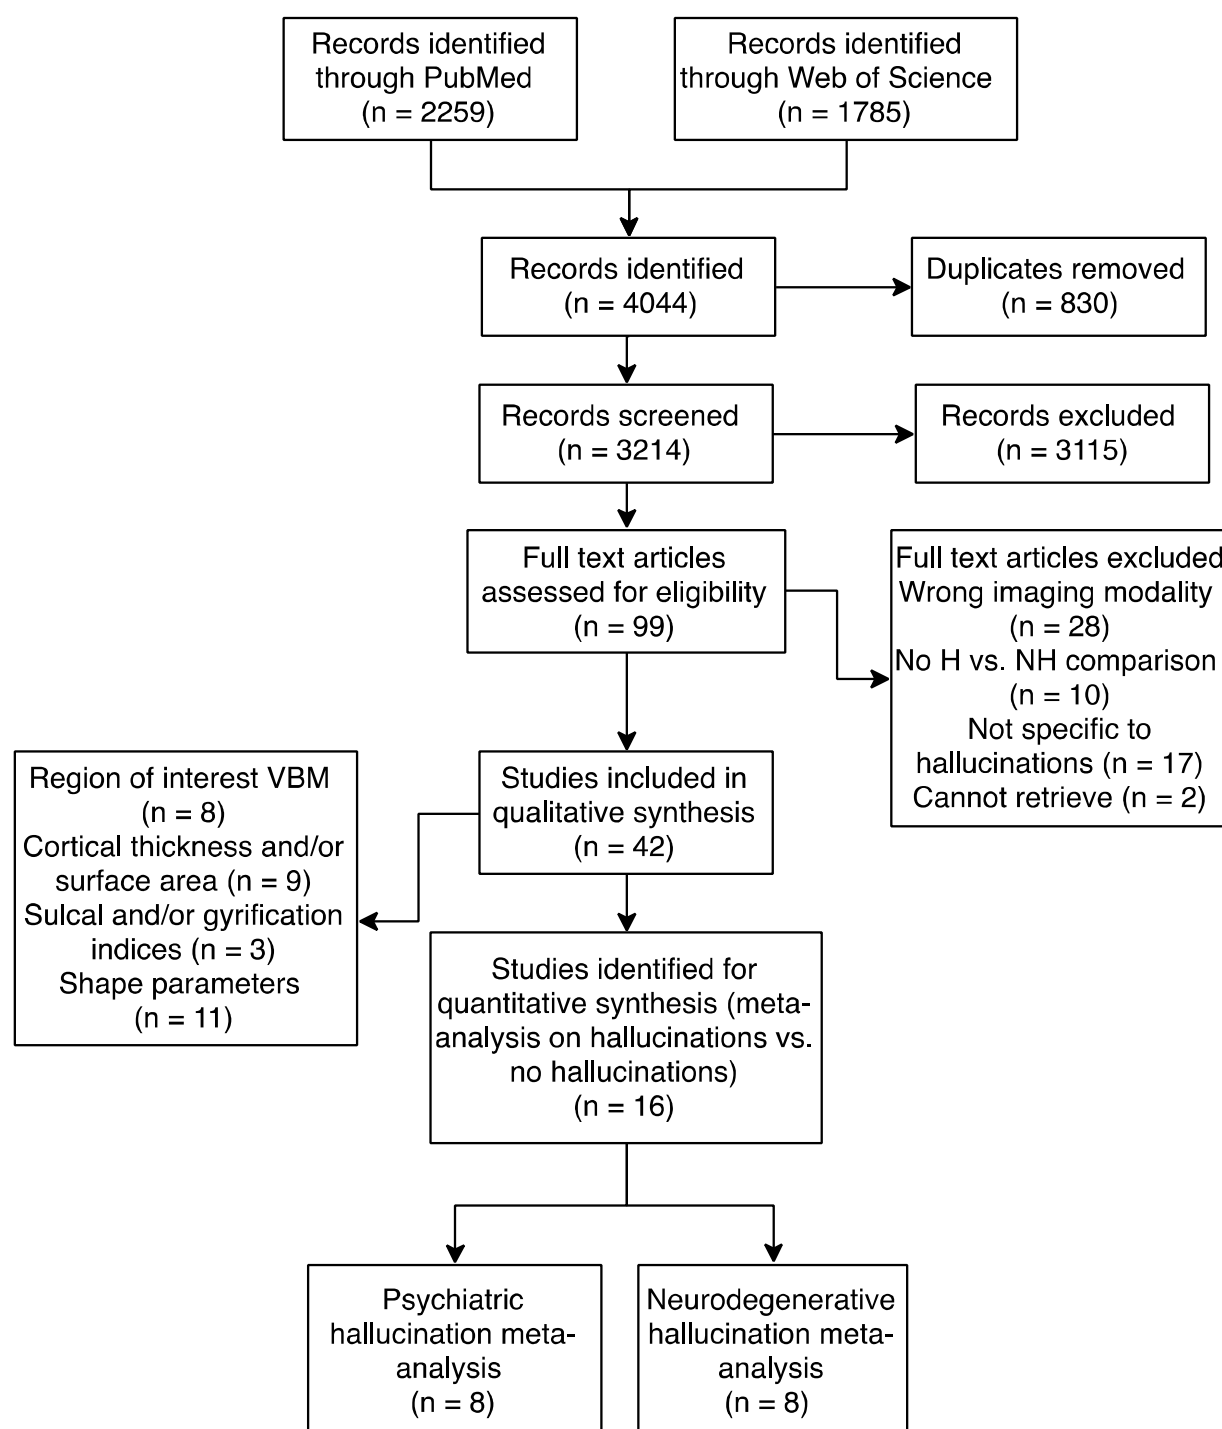 Records identified
through PubMed
(n = 2259)
Records identified
through Web of Science
(n = 1785)
Records identified
(n = 4044)
Duplicates removed
(n = 830)
Records screened
(n = 3214)
Records excluded
(n = 3115)
Full text articles
assessed for eligibility
(n = 99)
Full text articles excluded
Wrong imaging modality
(n = 28)
No H vs. NH comparison
(n = 10)
Not specific to
hallucinations (n = 17)
Cannot retrieve (n = 2)
Studies included in
qualitative synthesis
(n = 42)
Region of interest VBM
(n = 8)
Cortical thickness and/or
surface area (n = 9)
Sulcal and/or gyrification
indices (n = 3)
Shape parameters
(n = 11)
Studies identified for
quantitative synthesis (meta-
analysis on hallucinations vs.
no hallucinations)
(n = 16)
Psychiatric
hallucination meta-
analysis
(n = 8)
Neurodegenerative
hallucination meta-
analysis
(n = 8)